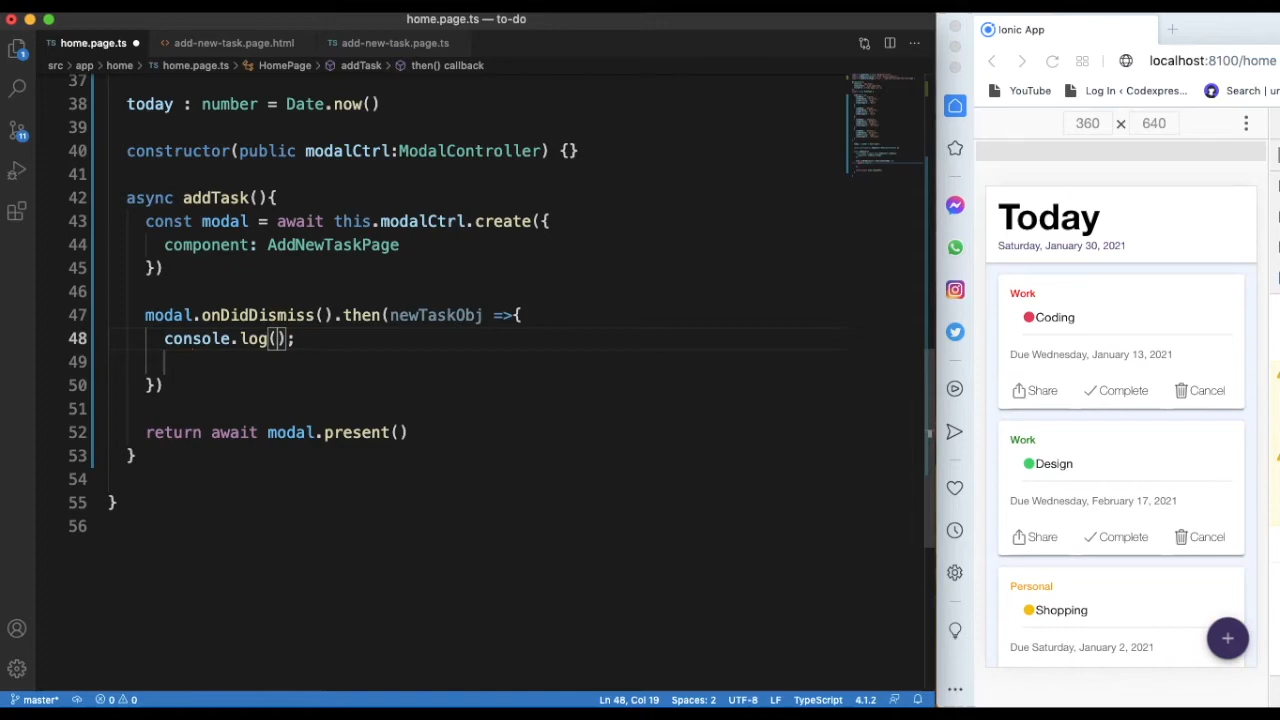 home.page.ts — to-do
home.page.ts
add-new-task.page.html
add-new-task.page.ts
src > app > home > home.page.ts > HomePage > addTask > then() callback
37
38 today : number = Date.now()
39
40 constructor(public modalCtrl:ModalController) {}
41
42 async addTask(){
43 const modal = await this.modalCtrl.create({
44 component: AddNewTaskPage
45 })
46
47 modal.onDidDismiss().then(newTaskObj =>{
48 console.log();
49
50 })
51
52 return await modal.present()
53 }
54
55 }
56
1
11
master*
0
0
Ln 48, Col 19
Spaces: 2
UTF-8
LF
TypeScript
4.1.2
Ionic App
localhost:8100/home
YouTube
Log In ‹ Codexpres...
Search | ur
360
640
Today
Saturday, January 30, 2021
Work
Coding
Due Wednesday, January 13, 2021
Share
Complete
Cancel
Work
Design
Due Wednesday, February 17, 2021
Share
Complete
Cancel
Personal
Shopping
Due Saturday, January 2, 2021